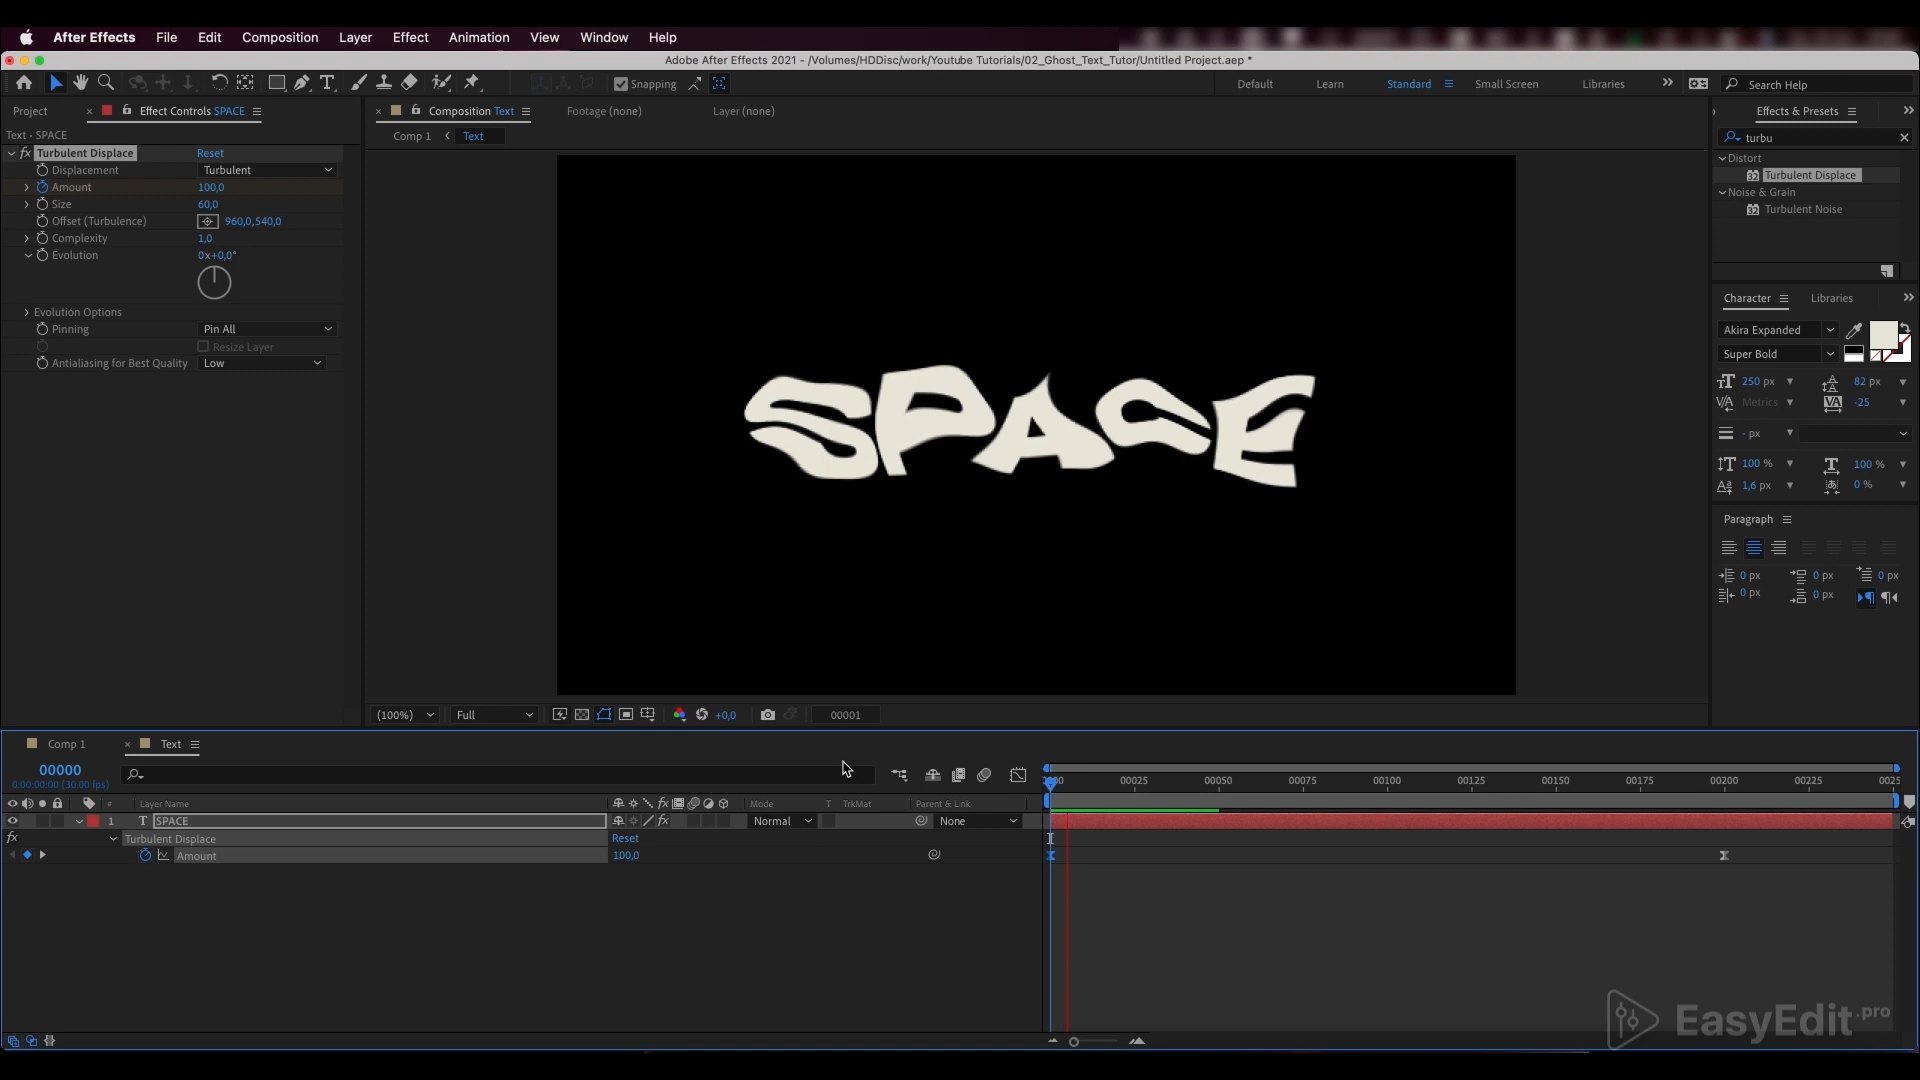 After Effects File Edit Composition Layer Effect Animation View Window Help
Adobe After Effects 2021 - /Volumes/HDDisc/work/Youtube Tutorials/02_Ghost_Text_Tutor/Untitled Project.aep *
Snapping Default Learn Standard Small Screen Libraries Search Help
Project Effect Controls SPACE
Text • SPACE
fx Turbulent Displace Reset
Displacement Turbulent
Amount 100,0
Size 60,0
Offset (Turbulence) 960,0,540,0
Complexity 1,0
Evolution 0x+0,0°
Evolution Options
Pinning Pin All
Resize Layer
Antialiasing for Best Quality Low
Composition Text Footage (none) Layer (none)
Comp 1 Text
SPACE
(100%) Full +0,0 00001
Effects & Presets
turbu
Distort
32 Turbulent Displace
Noise & Grain
32 Turbulent Noise
Character Libraries
Akira Expanded
Super Bold
250 px 82 px
Metrics -25
- px
100 % 100 %
1,6 px 0 %
Paragraph
0 px 0 px 0 px
0 px 0 px
Comp 1 Text
00000
0:00:00:00 (30.00 fps)
00025 00050 00075 00100 00125 00150 00175 00200 00225
# Layer Name Mode T TrkMat Parent & Link
1 T SPACE fx Normal None
fx Turbulent Displace Reset
Amount 100,0
EasyEdit.pro